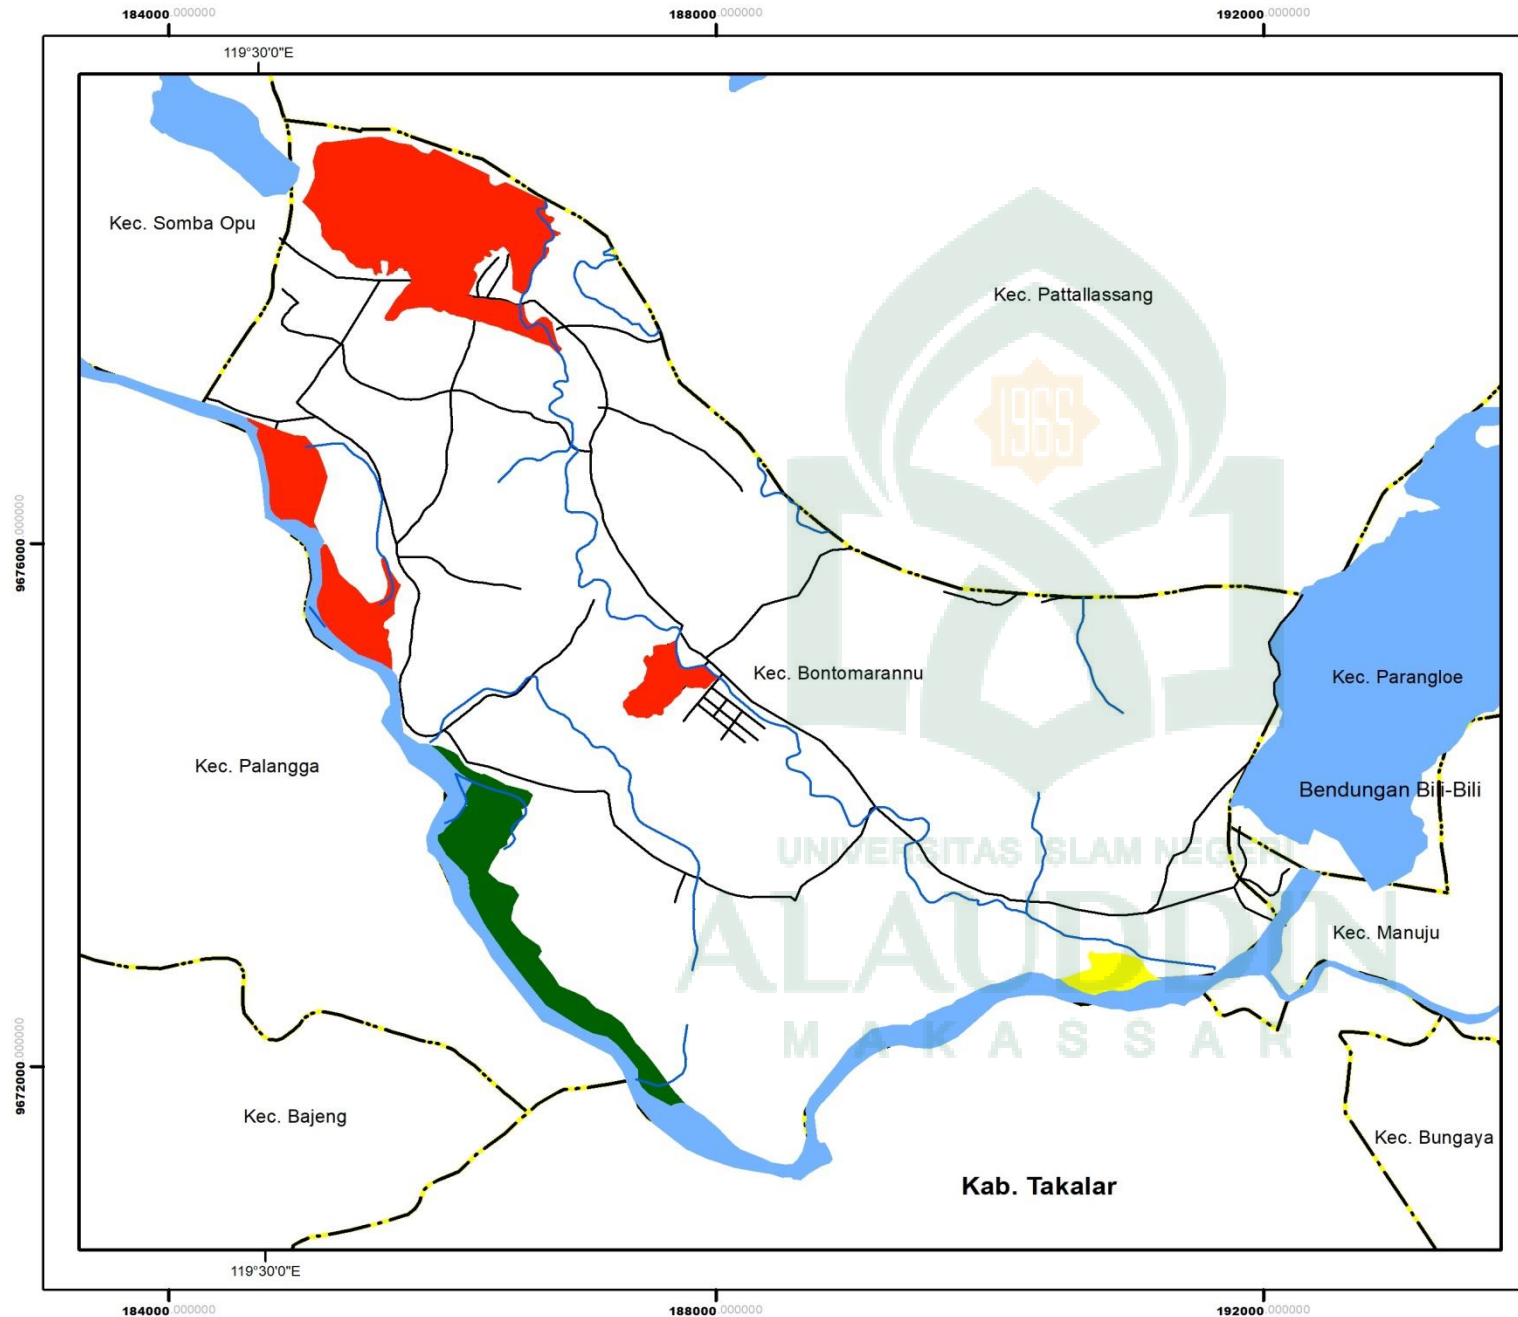 184000.000000
188000.000000
192000.000000
119°30'0"E
Kec. Somba Opu
Kec. Pattallassang
1965
9676000.000000
Kec. Bontomarannu
Kec. Parangloe
Kec. Palangga
Bendungan Bili-Bili
UNIVERSITAS ISLAM NEGERI
ALAUDDIN
Kec. Manuju
MAKASSAR
9672000.000000
Kec. Bajeng
Kec. Bungaya
Kab. Takalar
119°30'0"E
184000.000000
188000.000000
192000.000000